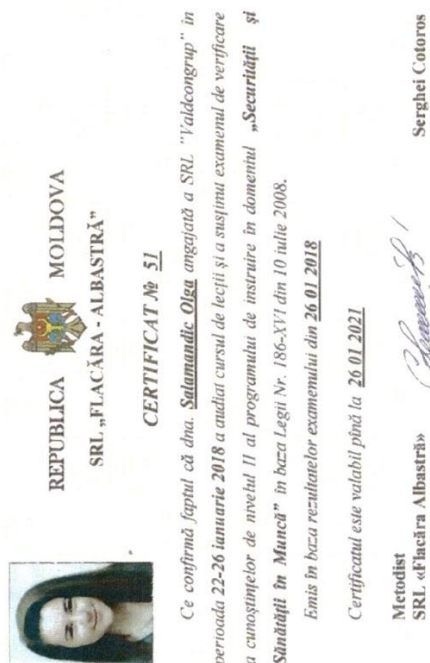 REPUBLICA MOLDOVA
SRL „FLACĂRA - ALBASTRĂ”
CERTIFICAT № 51
Ce confirmă faptul că dna. Salamandic Olga angajată a SRL "Valdcongrup" în
perioada 22-26 ianuarie 2018 a audiat cursul de lecții și a susținut examenul de verificare
a cunoștințelor de nivelul II al programului de instruire în domeniul „Securității și
Sănătății în Muncă” în baza Legii Nr. 186-XVI din 10 iulie 2008.
Emis în baza rezultatelor examenului din 26 01 2018
Certificatul este valabil pînă la 26 01 2021
Metodist
SRL «Flacăra Albastră» Serghei Cotoros